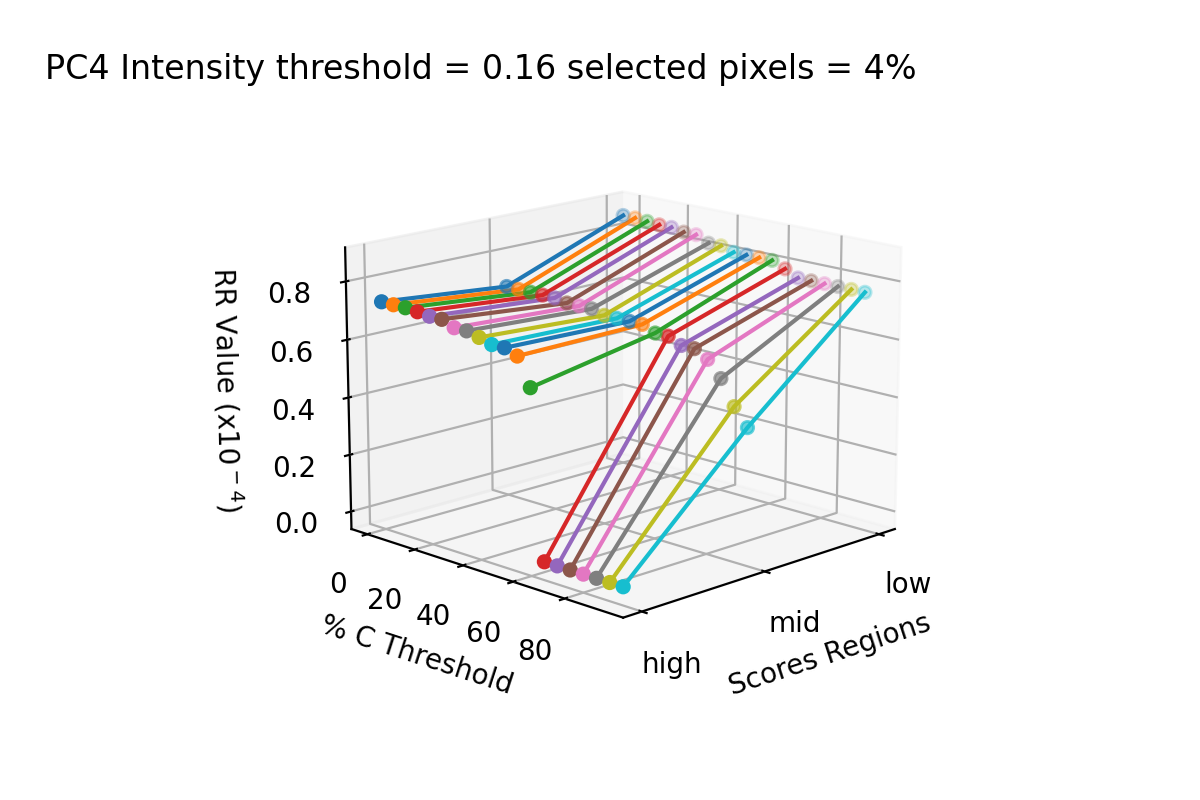 PC4 Intensity threshold = 0.16 selected pixels = 4%
RR Value (x10⁻⁴)
0.8
0.6
0.4
0.2
0.0
0
20
40
60
80
% C Threshold
high
mid
low
Scores Regions